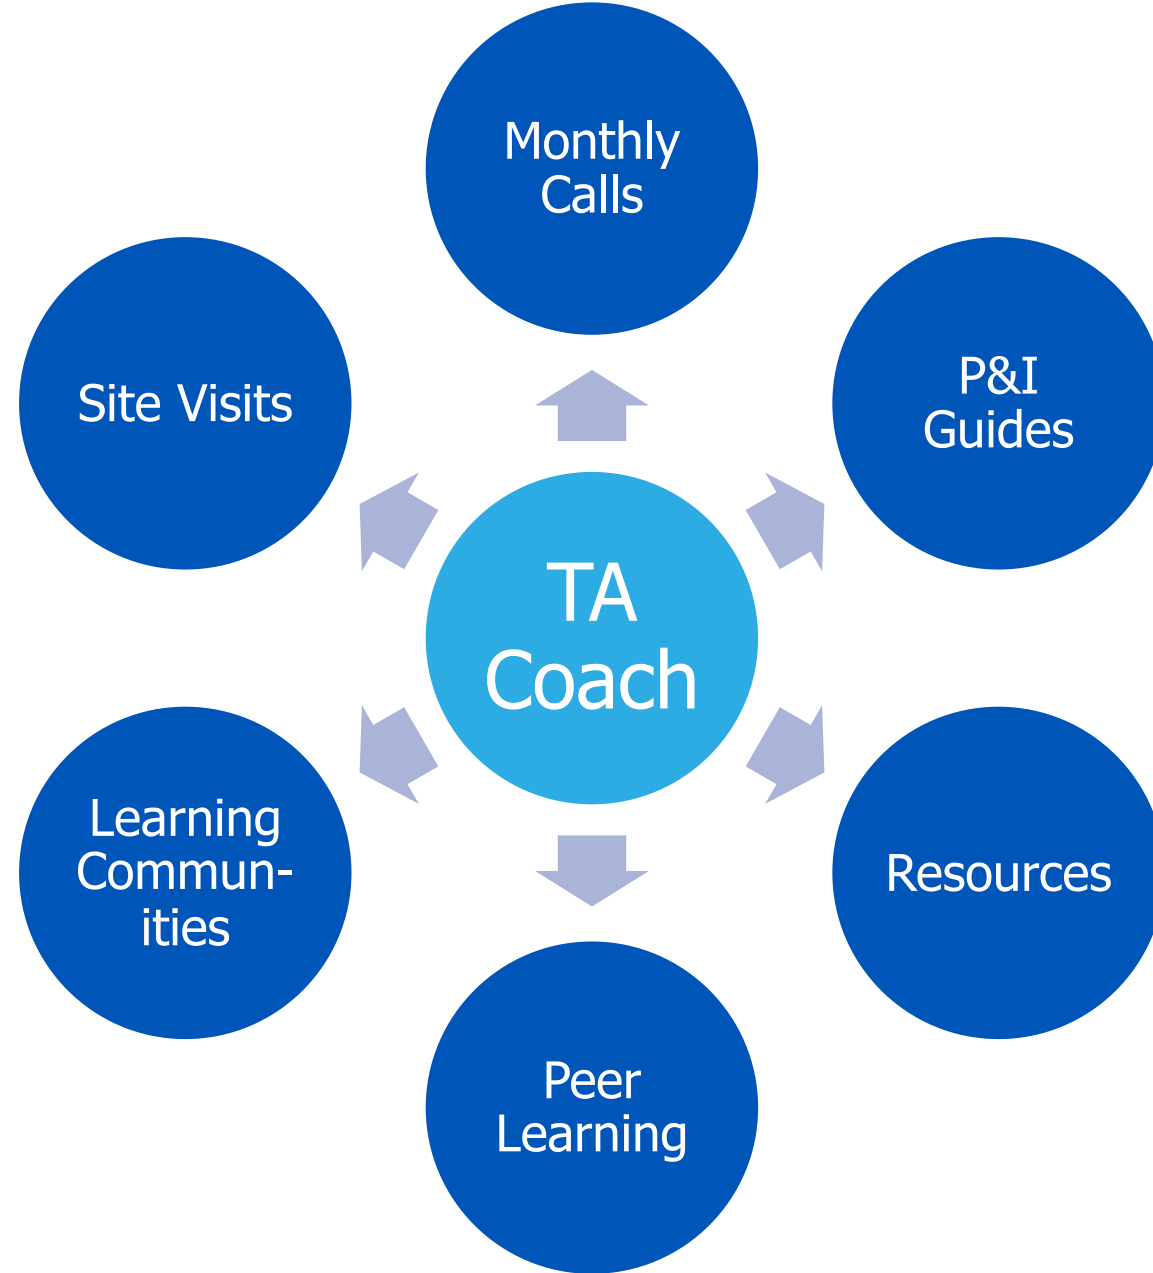 Monthly
Calls
P&I
Guides
Site Visits
TA
Coach
Learning
Commun-
ities
Resources
Peer
Learning